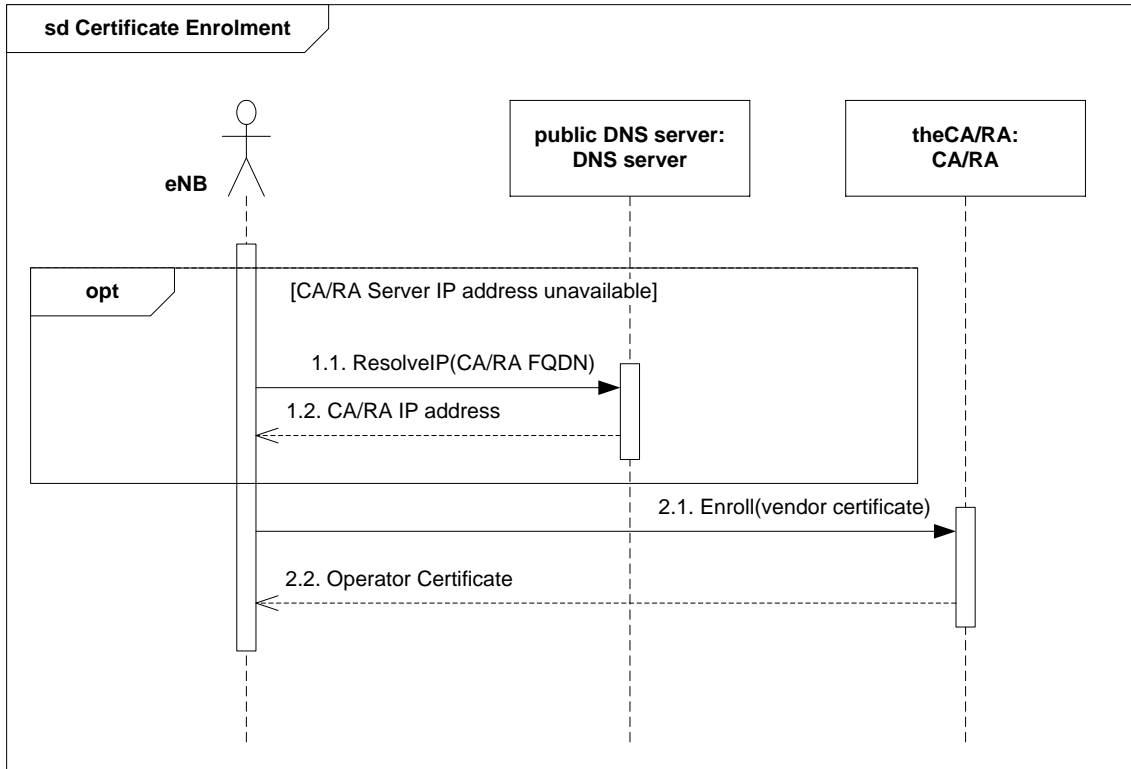 sd Certificate Enrolment
public DNS server:
DNS server
theCA/RA:
CA/RA
eNB
opt
[CA/RA Server IP address unavailable]
1.1. ResolveIP(CA/RA FQDN)
1.2. CA/RA IP address
2.1. Enroll(vendor certificate)
2.2. Operator Certificate